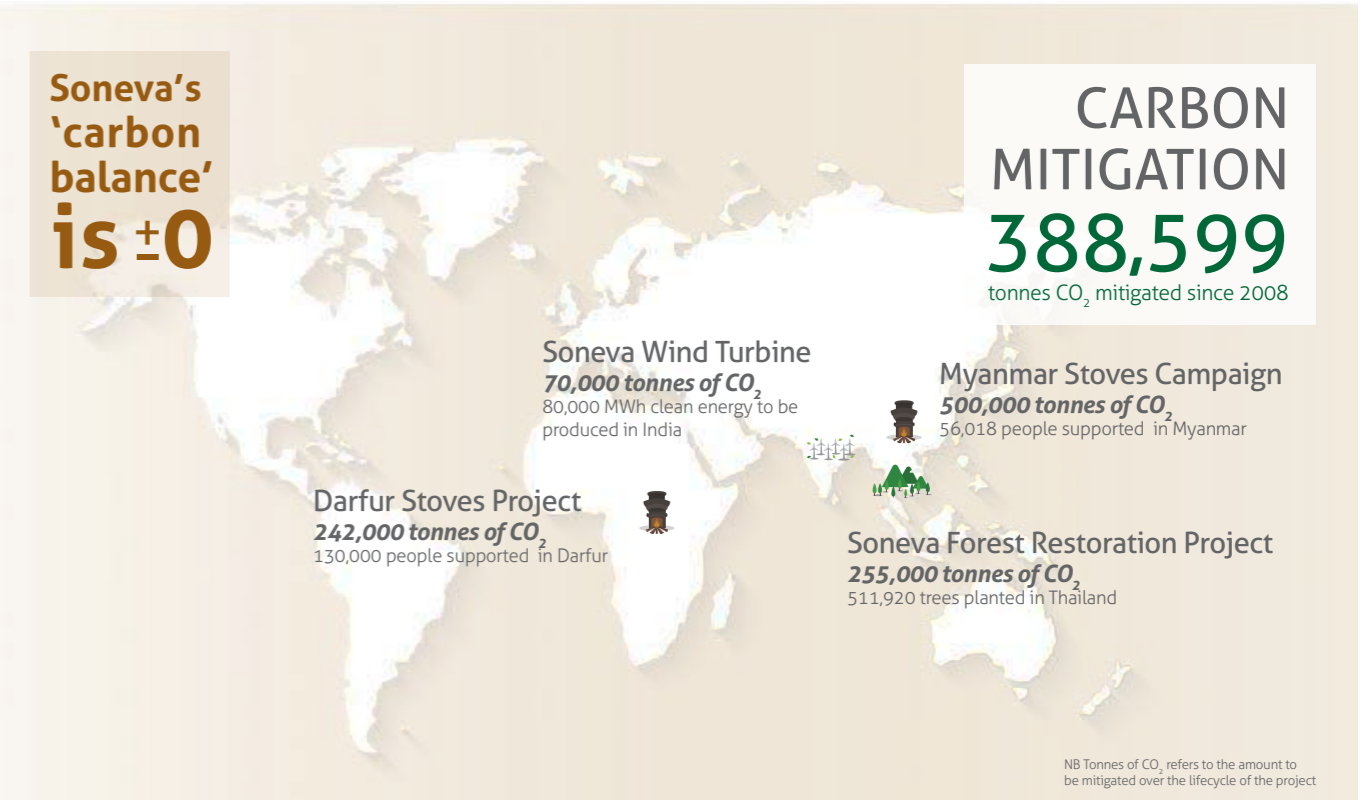 Soneva's
‘carbon
balance’
is ±0
CARBON
MITIGATION
388,599
tonnes CO₂ mitigated since 2008
Soneva Wind Turbine
70,000 tonnes of CO₂
80,000 MWh clean energy to be
produced in India
Myanmar Stoves Campaign
500,000 tonnes of CO₂
56,018 people supported in Myanmar
Darfur Stoves Project
242,000 tonnes of CO₂
130,000 people supported in Darfur
Soneva Forest Restoration Project
255,000 tonnes of CO₂
511,920 trees planted in Thailand
NB Tonnes of CO₂ refers to the amount to
be mitigated over the lifecycle of the project